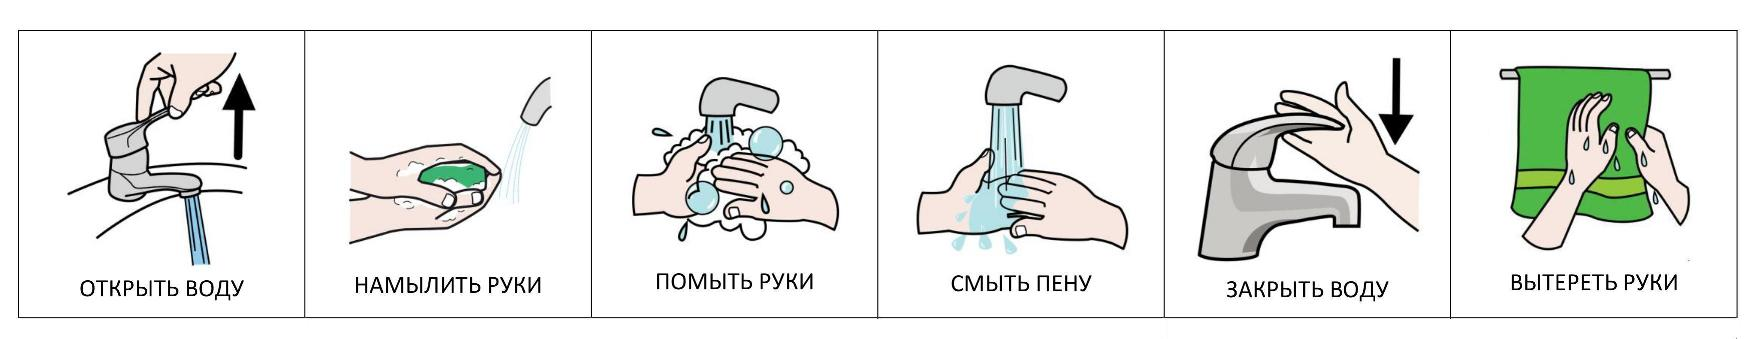 ОТКРЫТЬ ВОДУ
НАМЫЛИТЬ РУКИ
ПОМЫТЬ РУКИ
СМЫТЬ ПЕНУ
ЗАКРЫТЬ ВОДУ
ВЫТЕРЕТЬ РУКИ